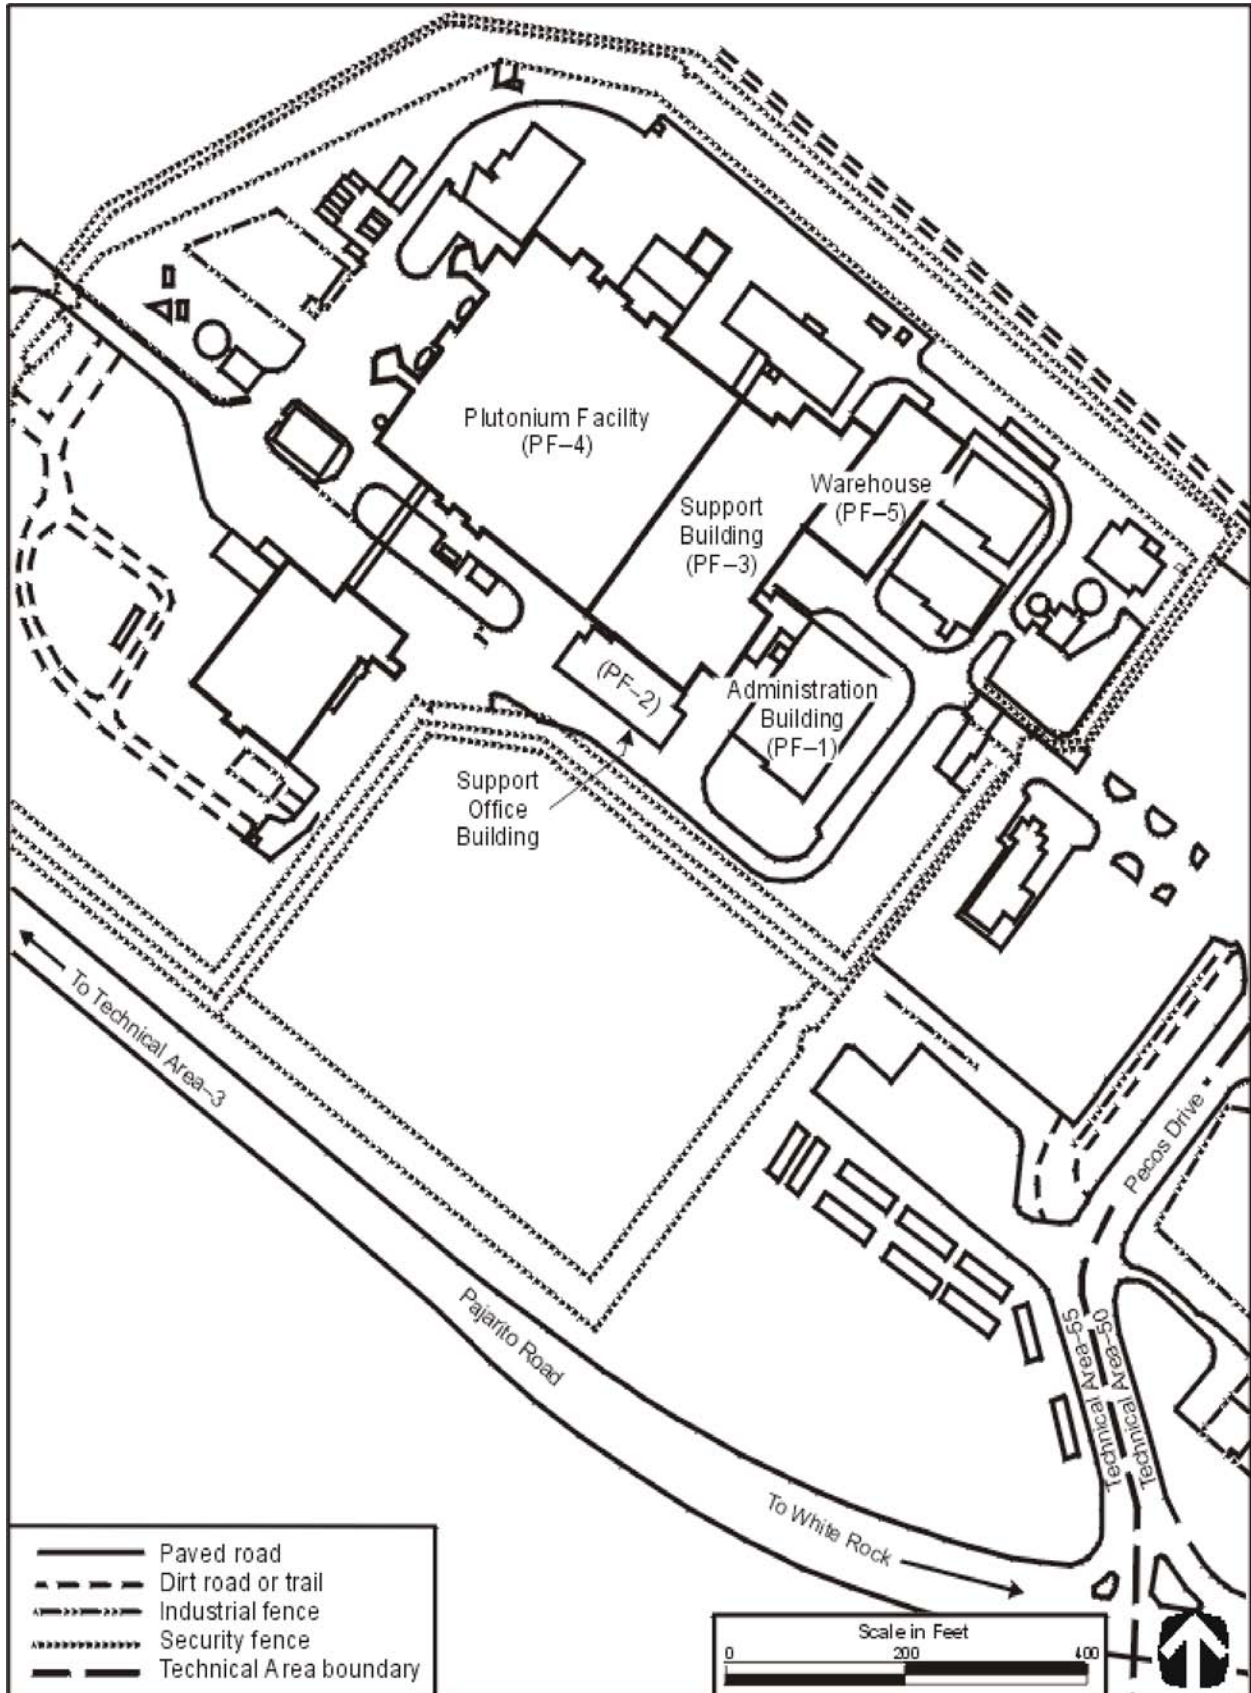 Plutonium Facility
(PF–4)
Warehouse
(PF–5)
Support
Building
(PF–3)
(PF–2)
Administration
Building
(PF–1)
Support
Office
Building
To Technical Area–3
Pecos Drive
Pajarito Road
Technical Area–55
Technical Area–50
To White Rock
Paved road
Dirt road or trail
Industrial fence
Security fence
Technical Area boundary
Scale in Feet
0 200 400